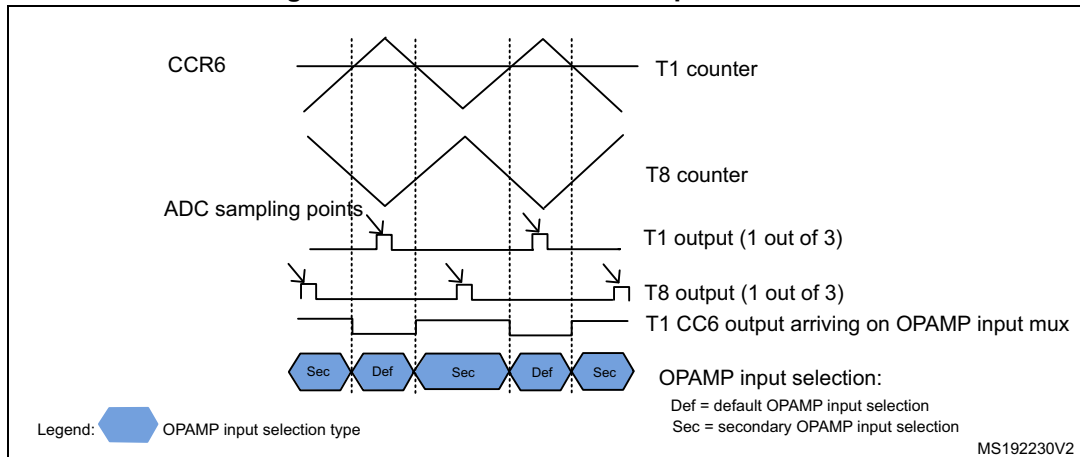 CCR6
T1 counter
T8 counter
ADC sampling points
T1 output (1 out of 3)
T8 output (1 out of 3)
T1 CC6 output arriving on OPAMP input mux
Sec Def Sec Def Sec
OPAMP input selection:
Def = default OPAMP input selection
Sec = secondary OPAMP input selection
Legend: OPAMP input selection type
MS192230V2